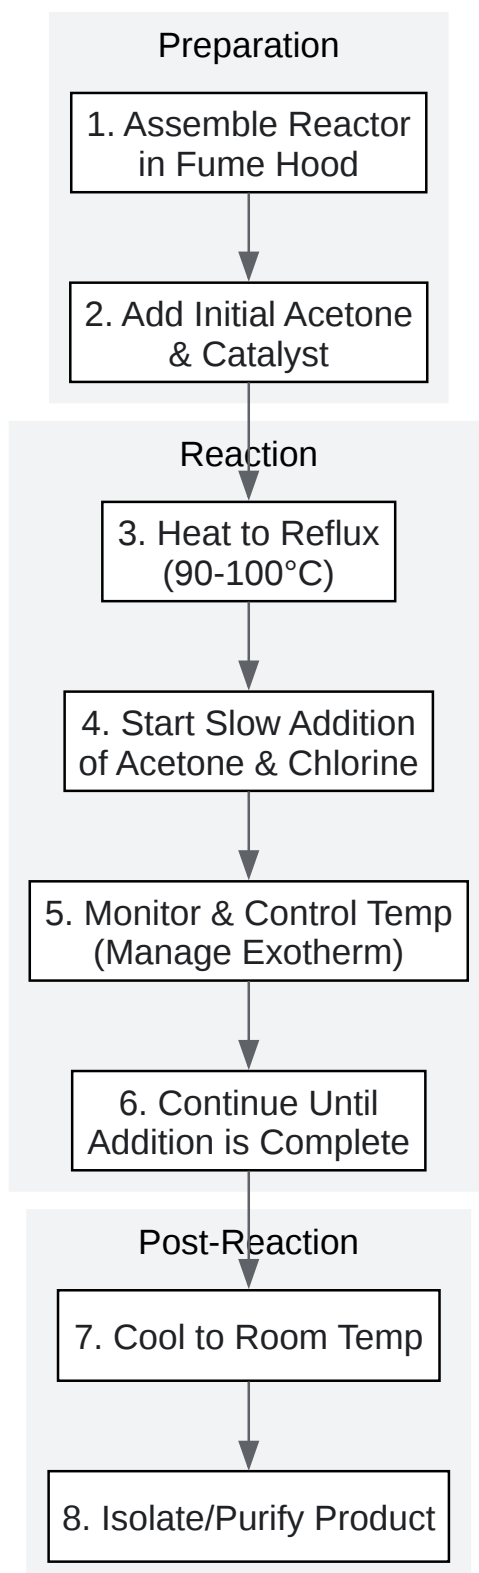 Preparation
1. Assemble Reactor
in Fume Hood
2. Add Initial Acetone
& Catalyst
Reaction
3. Heat to Reflux
(90-100°C)
4. Start Slow Addition
of Acetone & Chlorine
5. Monitor & Control Temp
(Manage Exotherm)
6. Continue Until
Addition is Complete
Post-Reaction
7. Cool to Room Temp
8. Isolate/Purify Product